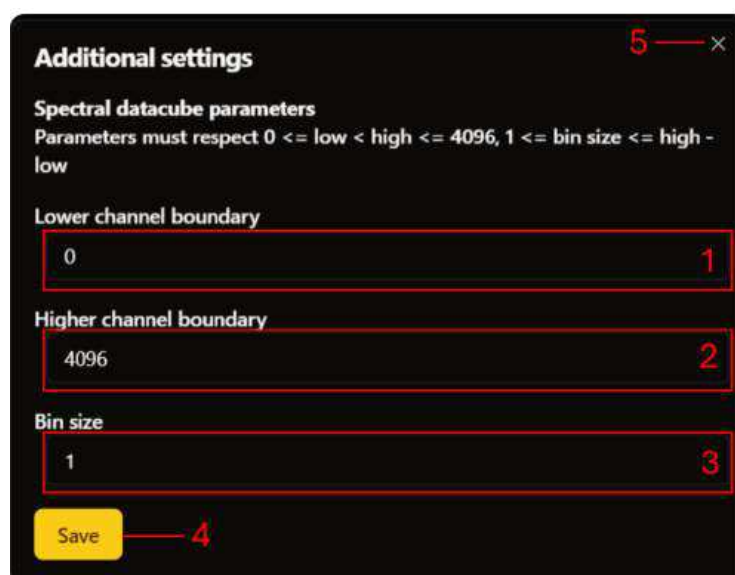 5
Additional settings
Spectral datacube parameters
Parameters must respect 0 <= low < high <= 4096, 1 <= bin size <= high -
low
Lower channel boundary
0 1
Higher channel boundary
4096 2
Bin size
1 3
Save 4